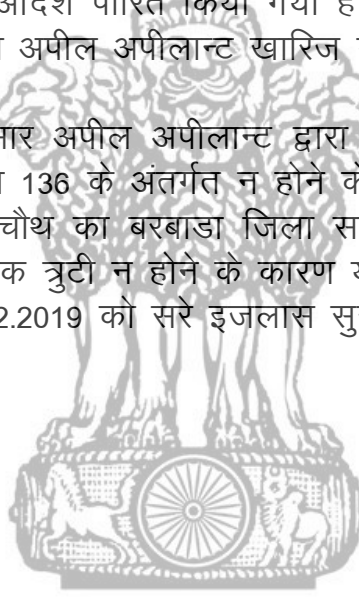 आदेश पारित किया गया ह
अपील अपीलान्ट खारिज
नार अपील अपीलान्ट द्वारा
136 के अंतर्गत न होने के
चौथ का बरबाडा जिला स
क त्रुटी न होने के कारण य
2.2019 को सरे इजलास सु